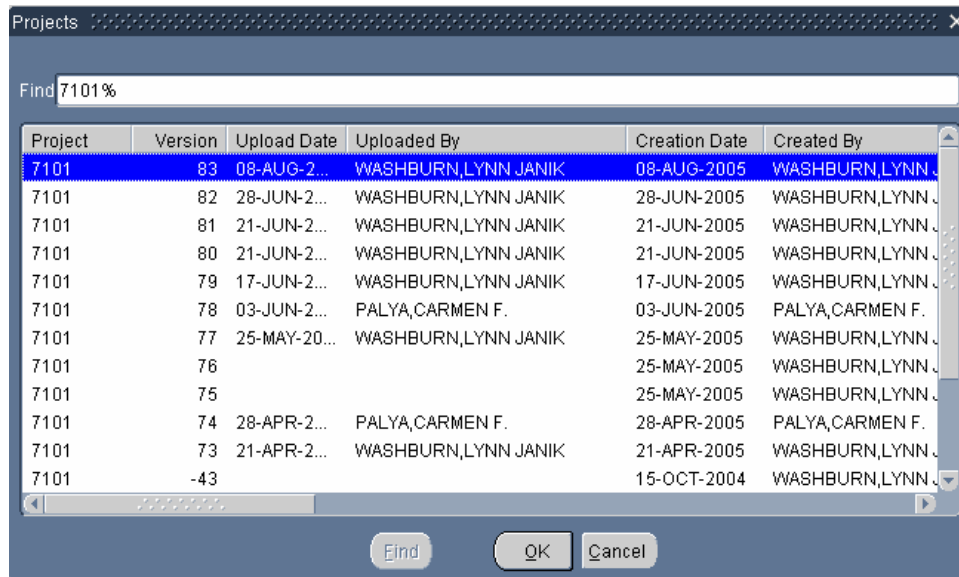 Projects
Find 7101%
Project Version Upload Date Uploaded By Creation Date Created By
7101 83 08-AUG-2... WASHBURN,LYNN JANIK 08-AUG-2005 WASHBURN,LYNN J
7101 82 28-JUN-2... WASHBURN,LYNN JANIK 28-JUN-2005 WASHBURN,LYNN J
7101 81 21-JUN-2... WASHBURN,LYNN JANIK 21-JUN-2005 WASHBURN,LYNN J
7101 80 21-JUN-2... WASHBURN,LYNN JANIK 21-JUN-2005 WASHBURN,LYNN J
7101 79 17-JUN-2... WASHBURN,LYNN JANIK 17-JUN-2005 WASHBURN,LYNN J
7101 78 03-JUN-2... PALYA,CARMEN F. 03-JUN-2005 PALYA,CARMEN F.
7101 77 25-MAY-20... WASHBURN,LYNN JANIK 25-MAY-2005 WASHBURN,LYNN J
7101 76 25-MAY-2005 WASHBURN,LYNN J
7101 75 25-MAY-2005 WASHBURN,LYNN J
7101 74 28-APR-2... PALYA,CARMEN F. 28-APR-2005 PALYA,CARMEN F.
7101 73 21-APR-2... WASHBURN,LYNN JANIK 21-APR-2005 WASHBURN,LYNN J
7101 -43 15-OCT-2004 WASHBURN,LYNN J
Find OK Cancel